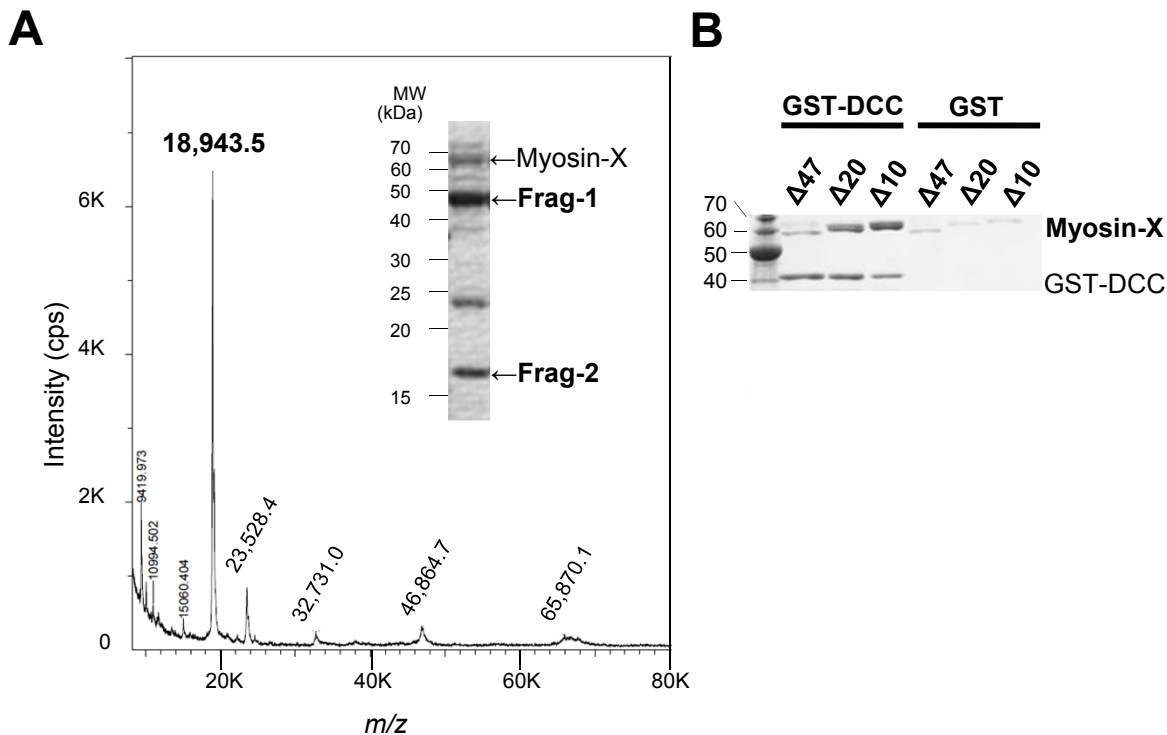 A
B
MW
(kDa)
70
60
50
40
30
25
20
15
←Myosin-X
←Frag-1
←Frag-2
18,943.5
9419.973
10994.502
15060.404
23,528.4
32,731.0
46,864.7
65,870.1
Intensity (cps)
6K
4K
2K
0
20K
40K
60K
80K
m/z
GST-DCC
GST
Δ47
Δ20
Δ10
Δ47
Δ20
Δ10
70
60
50
40
Myosin-X
GST-DCC